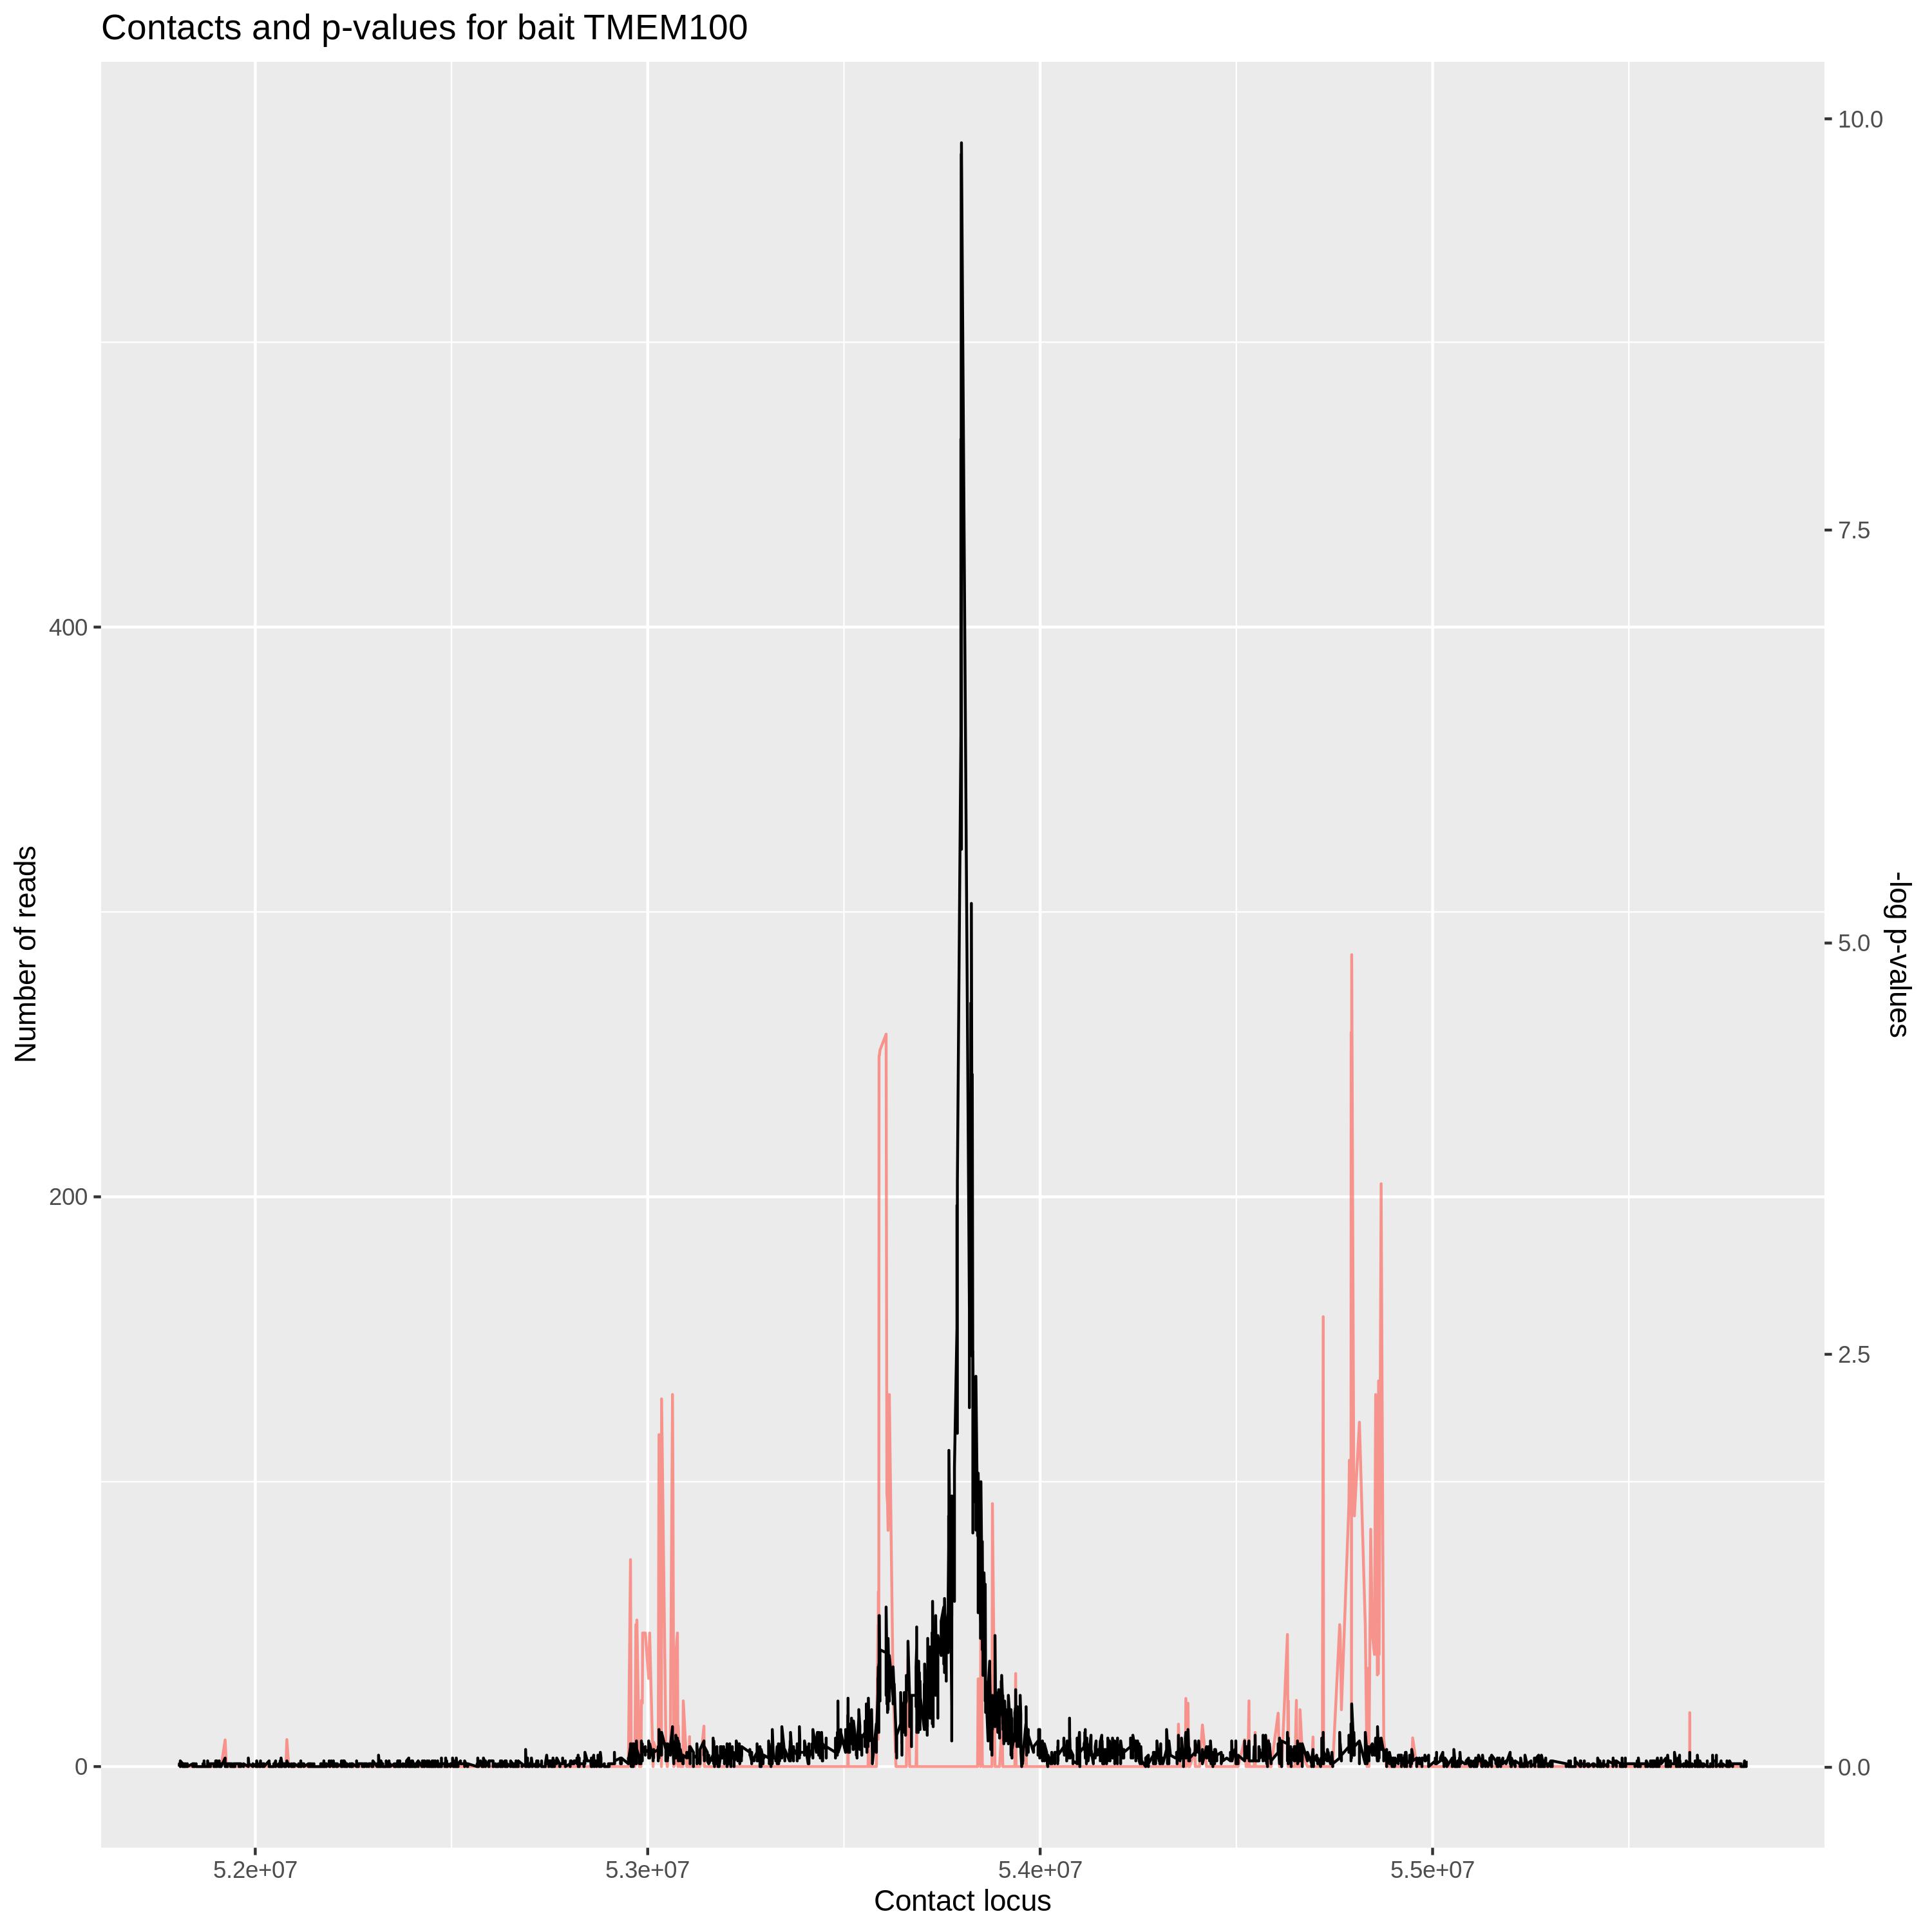 Contacts and p-values for bait TMEM100
Number of reads
400
200
0
10.0
7.5
5.0
2.5
0.0
-log p-values
5.2e+07
5.3e+07
5.4e+07
5.5e+07
Contact locus